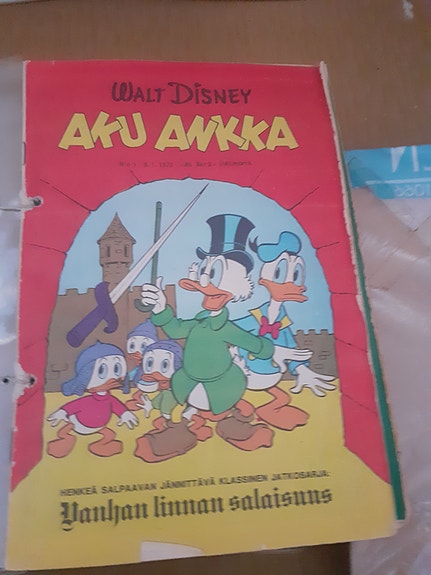 WALT DISNEY
AKU ANKKA
HENKEÄ SALPAAVAN JÄNNITTÄVÄ KLASSINEN JATKOSARJA:
Vanhan linnan salaisuus